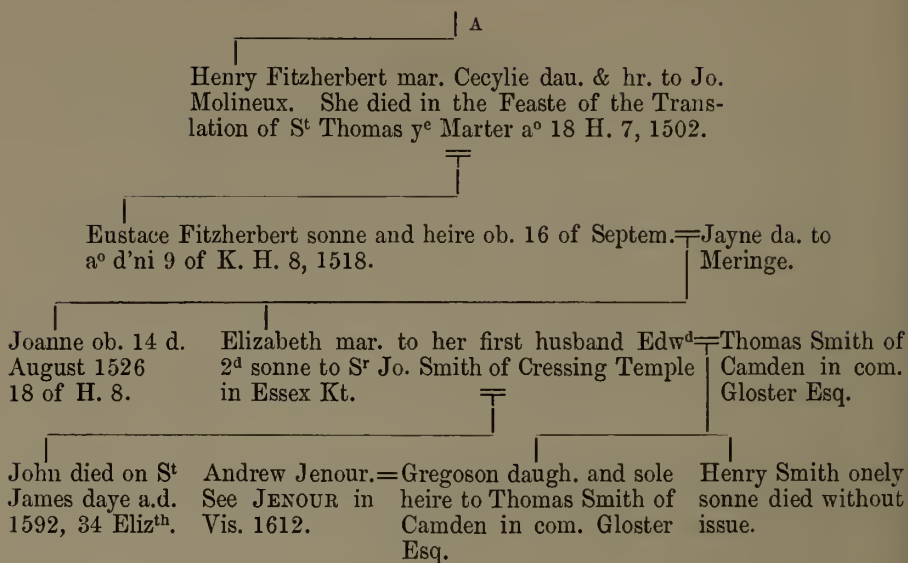 A
Henry Fitzherbert mar. Cecylie dau. & hr. to Jo.
Molineux. She died in the Feaste of the Trans-
lation of Sᵗ Thomas yᵉ Marter aᵒ 18 H. 7, 1502.
Eustace Fitzherbert sonne and heire ob. 16 of Septem.
aᵒ d'ni 9 of K. H. 8, 1518.
Jayne da. to
Meringe.
Joanne ob. 14 d.
August 1526
18 of H. 8.
Elizabeth mar. to her first husband Edwᵈ
2ᵈ sonne to Sʳ Jo. Smith of Cressing Temple
in Essex Kt.
Thomas Smith of
Camden in com.
Gloster Esq.
John died on Sᵗ
James daye a.d.
1592, 34 Elizᵗʰ.
Andrew Jenour.=
See JENOUR in
Vis. 1612.
Gregoson daugh. and sole
heire to Thomas Smith of
Camden in com. Gloster
Esq.
Henry Smith onely
sonne died without
issue.